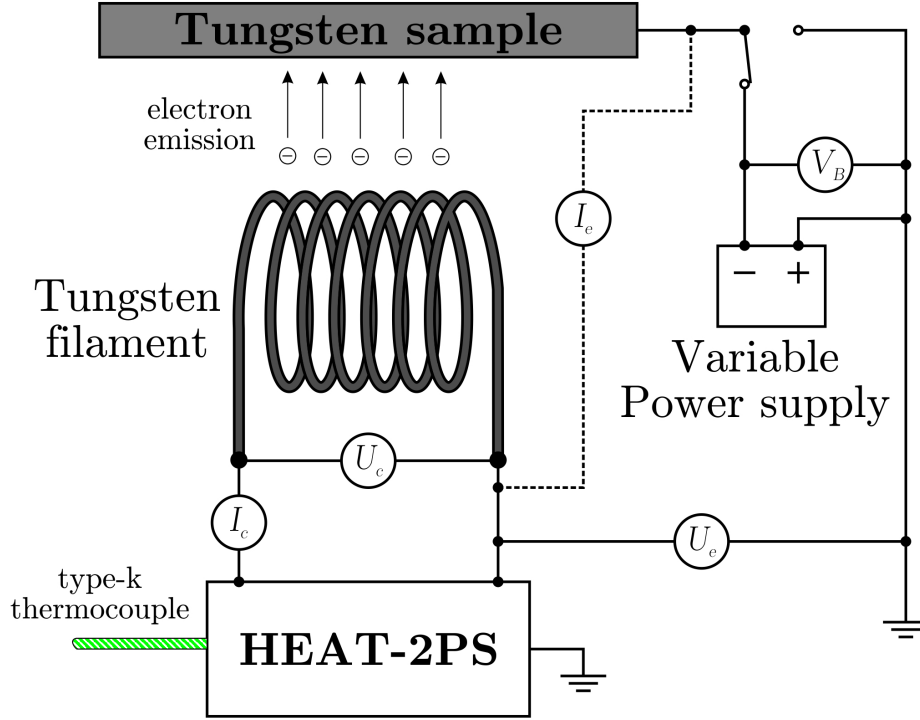 Tungsten sample
electron
emission
− − − − −
V_B
I_e
− +
Tungsten
filament
Variable
Power supply
U_c
I_c
U_e
type-k
thermocouple
HEAT-2PS